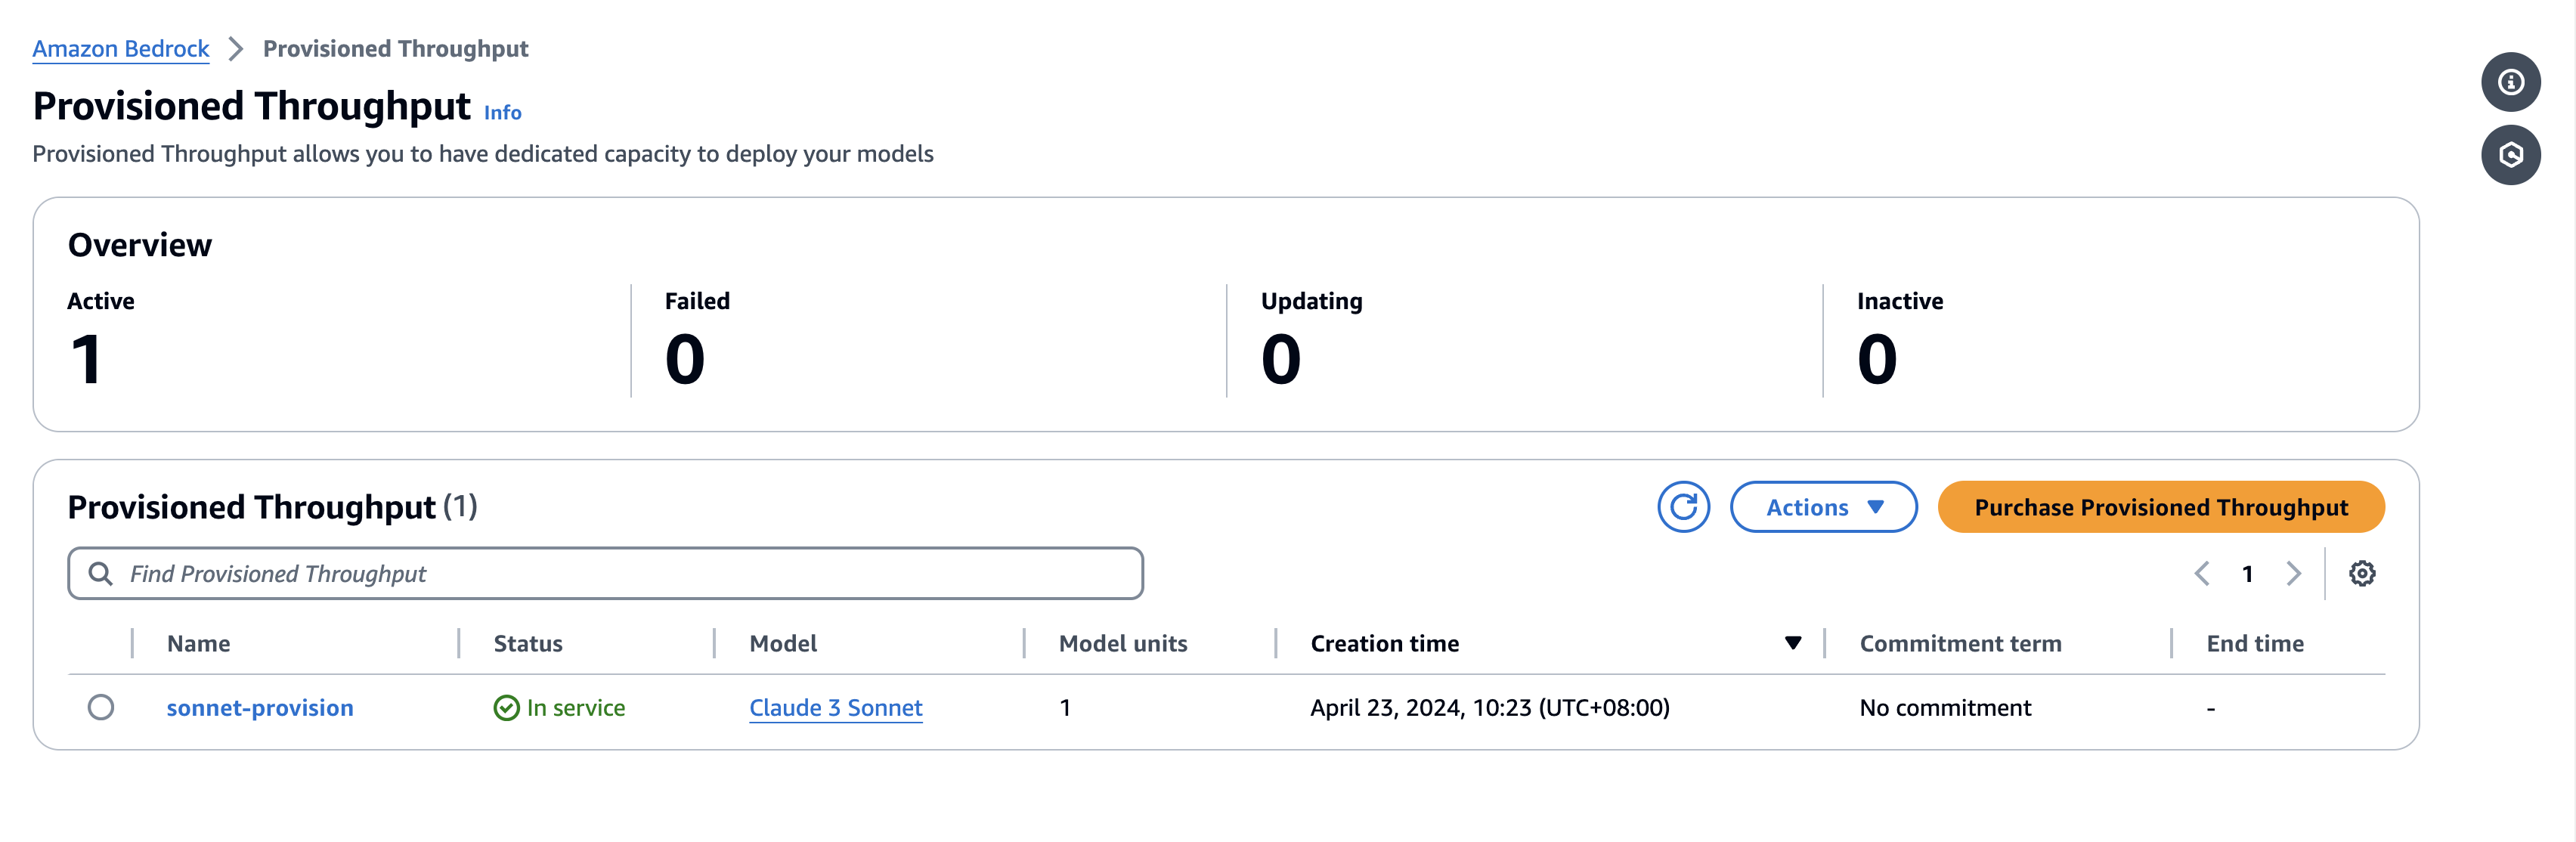 Amazon Bedrock > Provisioned Throughput
Provisioned Throughput Info
Provisioned Throughput allows you to have dedicated capacity to deploy your models
Overview
Active Failed Updating Inactive
1 0 0 0
Provisioned Throughput (1) Actions Purchase Provisioned Throughput
Find Provisioned Throughput 1
Name Status Model Model units Creation time Commitment term End time
sonnet-provision In service Claude 3 Sonnet 1 April 23, 2024, 10:23 (UTC+08:00) No commitment -